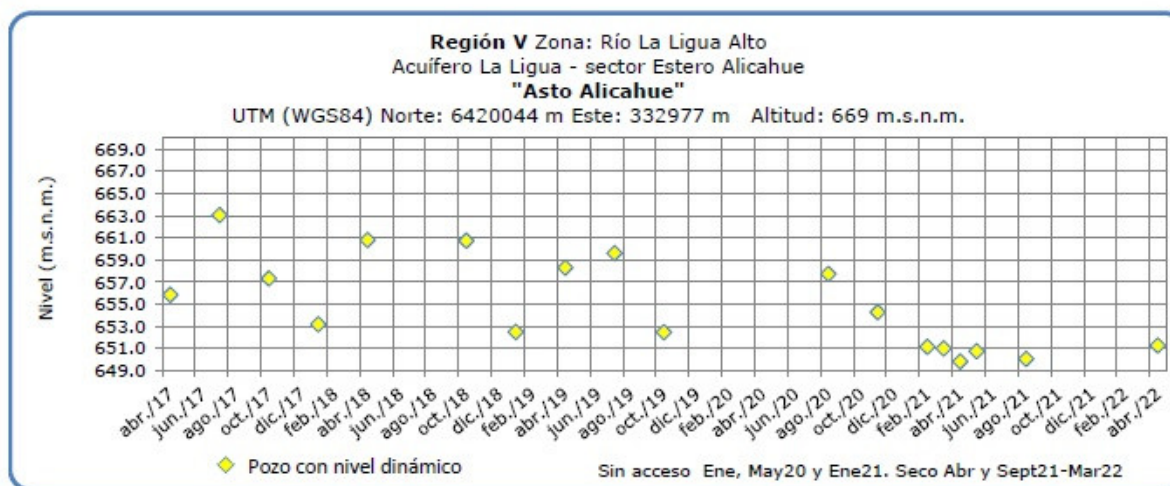 Región V Zona: Río La Ligua Alto
Acuífero La Ligua - sector Estero Alicahue
"Asto Alicahue"
UTM (WGS84) Norte: 6420044 m Este: 332977 m Altitud: 669 m.s.n.m.
Nivel (m.s.n.m.)
669.0
667.0
665.0
663.0
661.0
659.0
657.0
655.0
653.0
651.0
649.0
abr./17
jun./17
ago./17
oct./17
dic./17
feb./18
abr./18
jun./18
ago./18
oct./18
dic./18
feb./19
abr./19
jun./19
ago./19
oct./19
dic./19
feb./20
abr./20
jun./20
ago./20
oct./20
dic./20
feb./21
abr./21
jun./21
ago./21
oct./21
dic./21
feb./22
abr./22
Pozo con nivel dinámico
Sin acceso Ene, May20 y Ene21. Seco Abr y Sept21-Mar22